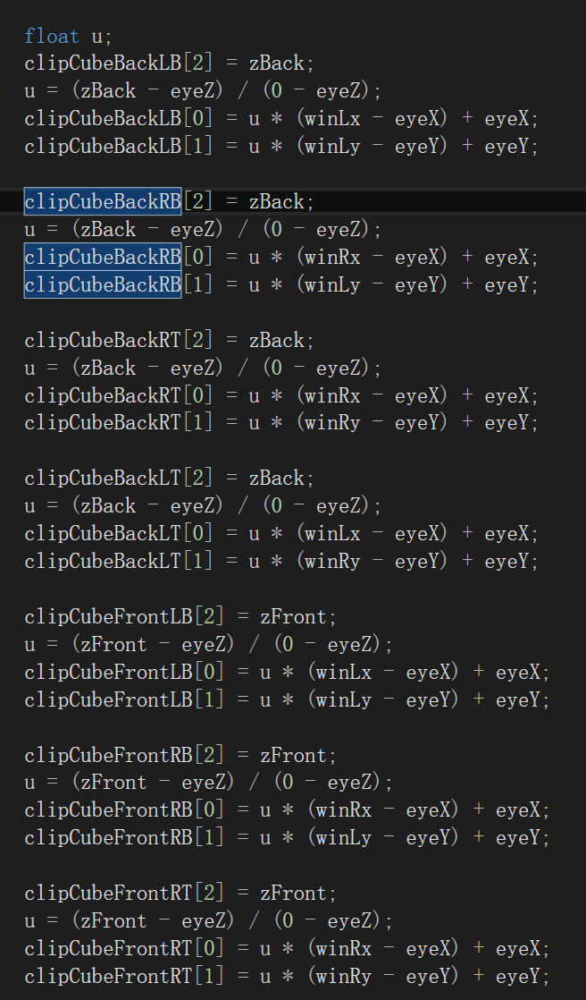 float u;
clipCubeBackLB[2] = zBack;
u = (zBack - eyeZ) / (0 - eyeZ);
clipCubeBackLB[0] = u * (winLx - eyeX) + eyeX;
clipCubeBackLB[1] = u * (winLy - eyeY) + eyeY;
clipCubeBackRB[2] = zBack;
u = (zBack - eyeZ) / (0 - eyeZ);
clipCubeBackRB[0] = u * (winRx - eyeX) + eyeX;
clipCubeBackRB[1] = u * (winLy - eyeY) + eyeY;
clipCubeBackRT[2] = zBack;
u = (zBack - eyeZ) / (0 - eyeZ);
clipCubeBackRT[0] = u * (winRx - eyeX) + eyeX;
clipCubeBackRT[1] = u * (winRy - eyeY) + eyeY;
clipCubeBackLT[2] = zBack;
u = (zBack - eyeZ) / (0 - eyeZ);
clipCubeBackLT[0] = u * (winLx - eyeX) + eyeX;
clipCubeBackLT[1] = u * (winRy - eyeY) + eyeY;
clipCubeFrontLB[2] = zFront;
u = (zFront - eyeZ) / (0 - eyeZ);
clipCubeFrontLB[0] = u * (winLx - eyeX) + eyeX;
clipCubeFrontLB[1] = u * (winLy - eyeY) + eyeY;
clipCubeFrontRB[2] = zFront;
u = (zFront - eyeZ) / (0 - eyeZ);
clipCubeFrontRB[0] = u * (winRx - eyeX) + eyeX;
clipCubeFrontRB[1] = u * (winLy - eyeY) + eyeY;
clipCubeFrontRT[2] = zFront;
u = (zFront - eyeZ) / (0 - eyeZ);
clipCubeFrontRT[0] = u * (winRx - eyeX) + eyeX;
clipCubeFrontRT[1] = u * (winRy - eyeY) + eyeY;